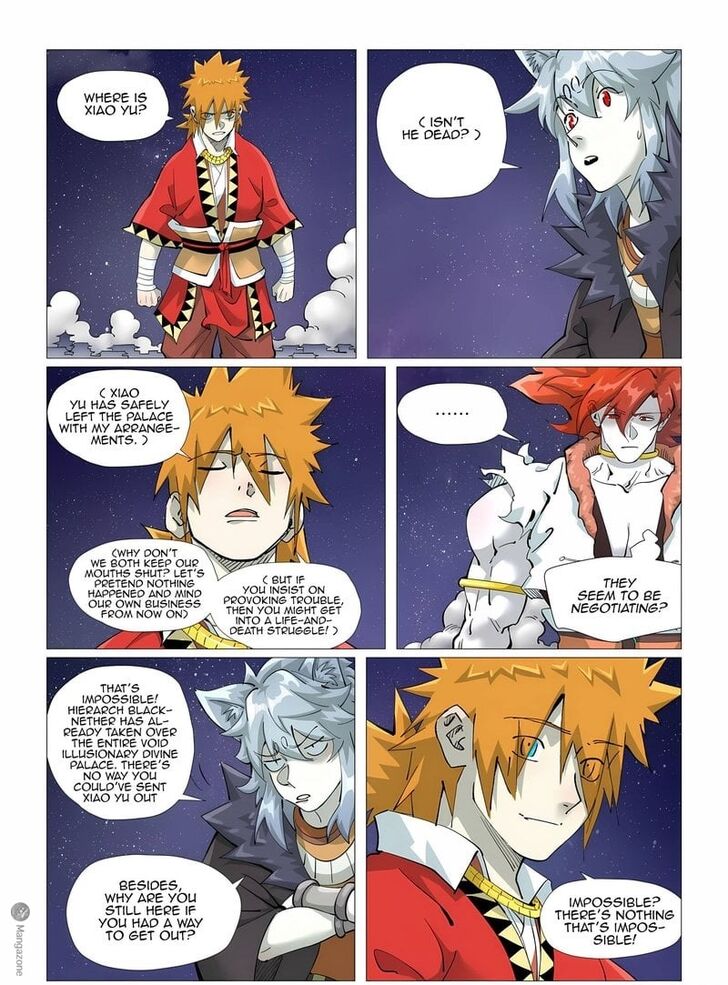 WHERE IS
XIAO YU?
( ISN'T
HE DEAD? )
( XIAO
YU HAS SAFELY
LEFT THE PALACE
WITH MY ARRANGE-
MENTS. )
(WHY DON'T
WE BOTH KEEP OUR
MOUTHS SHUT? LET'S
PRETEND NOTHING
HAPPENED AND MIND
OUR OWN BUSINESS
FROM NOW ON)
( BUT IF
YOU INSIST ON
PROVOKING TROUBLE,
THEN YOU MIGHT GET
INTO A LIFE-AND-
DEATH STRUGGLE! )
......
THEY
SEEM TO BE
NEGOTIATING?
THAT'S
IMPOSSIBLE!
HIERARCH BLACK-
NETHER HAS AL-
READY TAKEN OVER
THE ENTIRE VOID
ILLUSIONARY DIVINE
PALACE. THERE'S
NO WAY YOU
COULD'VE SENT
XIAO YU OUT
BESIDES,
WHY ARE YOU
STILL HERE IF
YOU HAD A WAY
TO GET OUT?
IMPOSSIBLE?
THERE'S NOTHING
THAT'S IMPOS-
SIBLE!
Mangazone